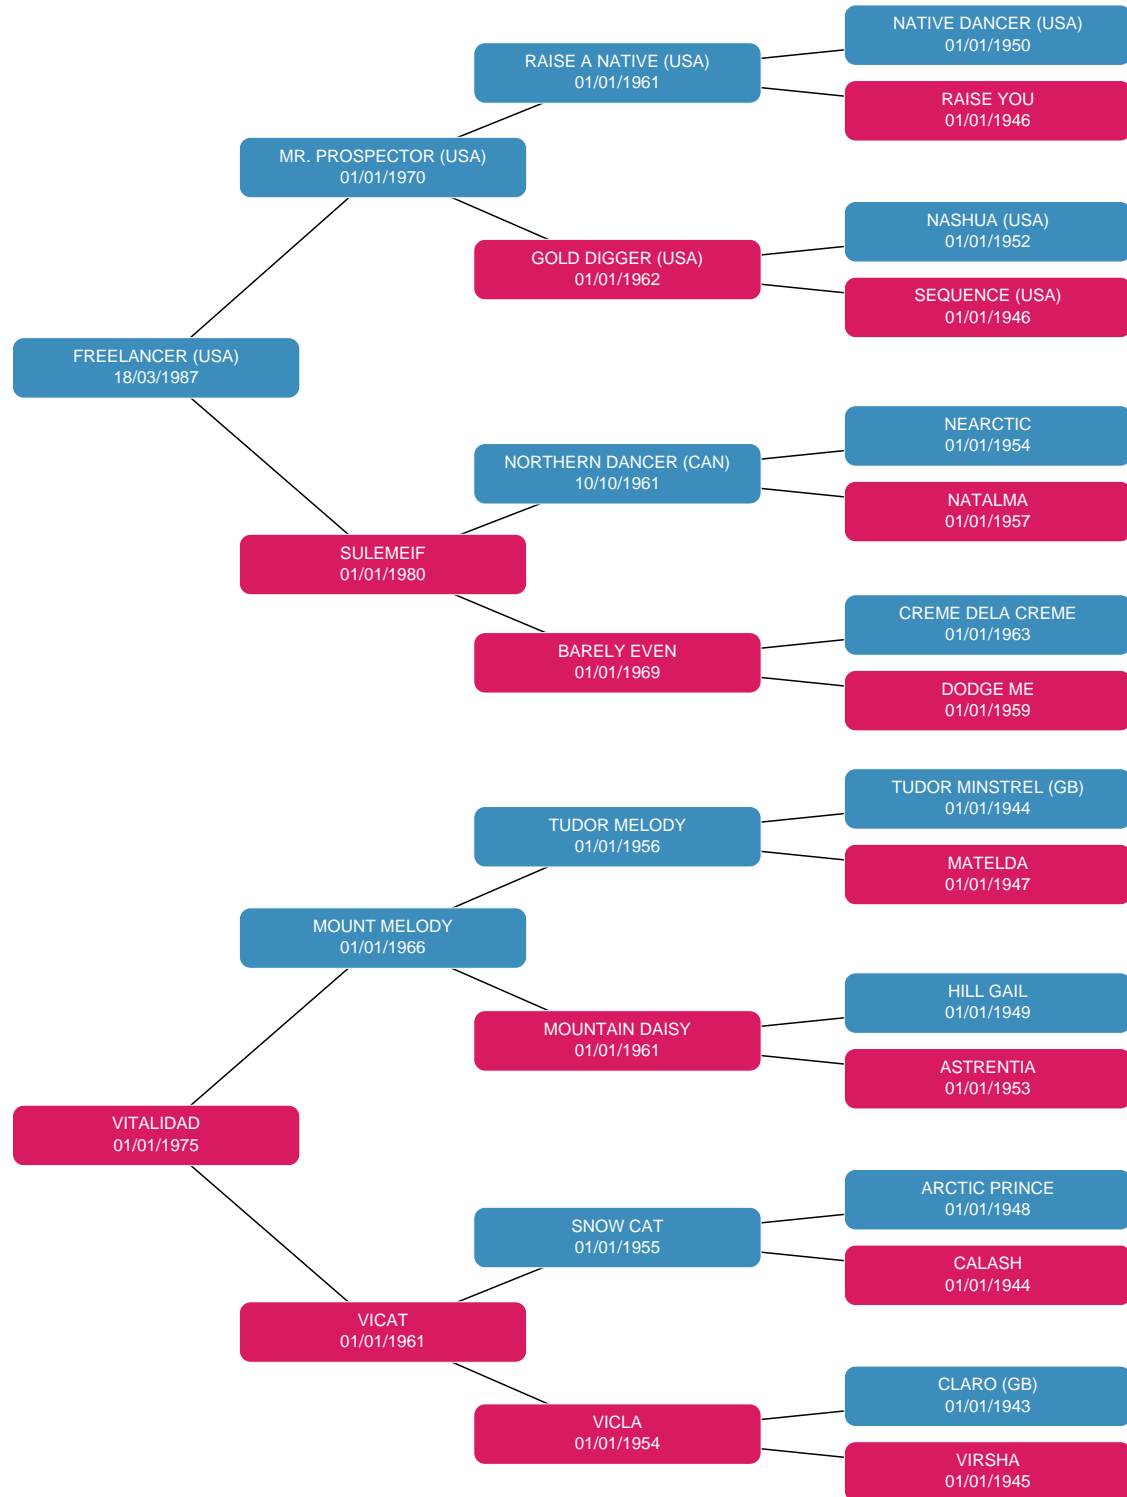 NATIVE DANCER (USA)
01/01/1950
RAISE A NATIVE (USA)
01/01/1961
RAISE YOU
01/01/1946
MR. PROSPECTOR (USA)
01/01/1970
NASHUA (USA)
01/01/1952
GOLD DIGGER (USA)
01/01/1962
SEQUENCE (USA)
01/01/1946
FREELANCER (USA)
18/03/1987
NEARCTIC
01/01/1954
NORTHERN DANCER (CAN)
10/10/1961
NATALMA
01/01/1957
SULEMEIF
01/01/1980
CREME DELA CREME
01/01/1963
BARELY EVEN
01/01/1969
DODGE ME
01/01/1959
TUDOR MINSTREL (GB)
01/01/1944
TUDOR MELODY
01/01/1956
MATELDA
01/01/1947
MOUNT MELODY
01/01/1966
HILL GAIL
01/01/1949
MOUNTAIN DAISY
01/01/1961
ASTRENTIA
01/01/1953
VITALIDAD
01/01/1975
ARCTIC PRINCE
01/01/1948
SNOW CAT
01/01/1955
CALASH
01/01/1944
VICAT
01/01/1961
CLARO (GB)
01/01/1943
VICLA
01/01/1954
VIRSHA
01/01/1945